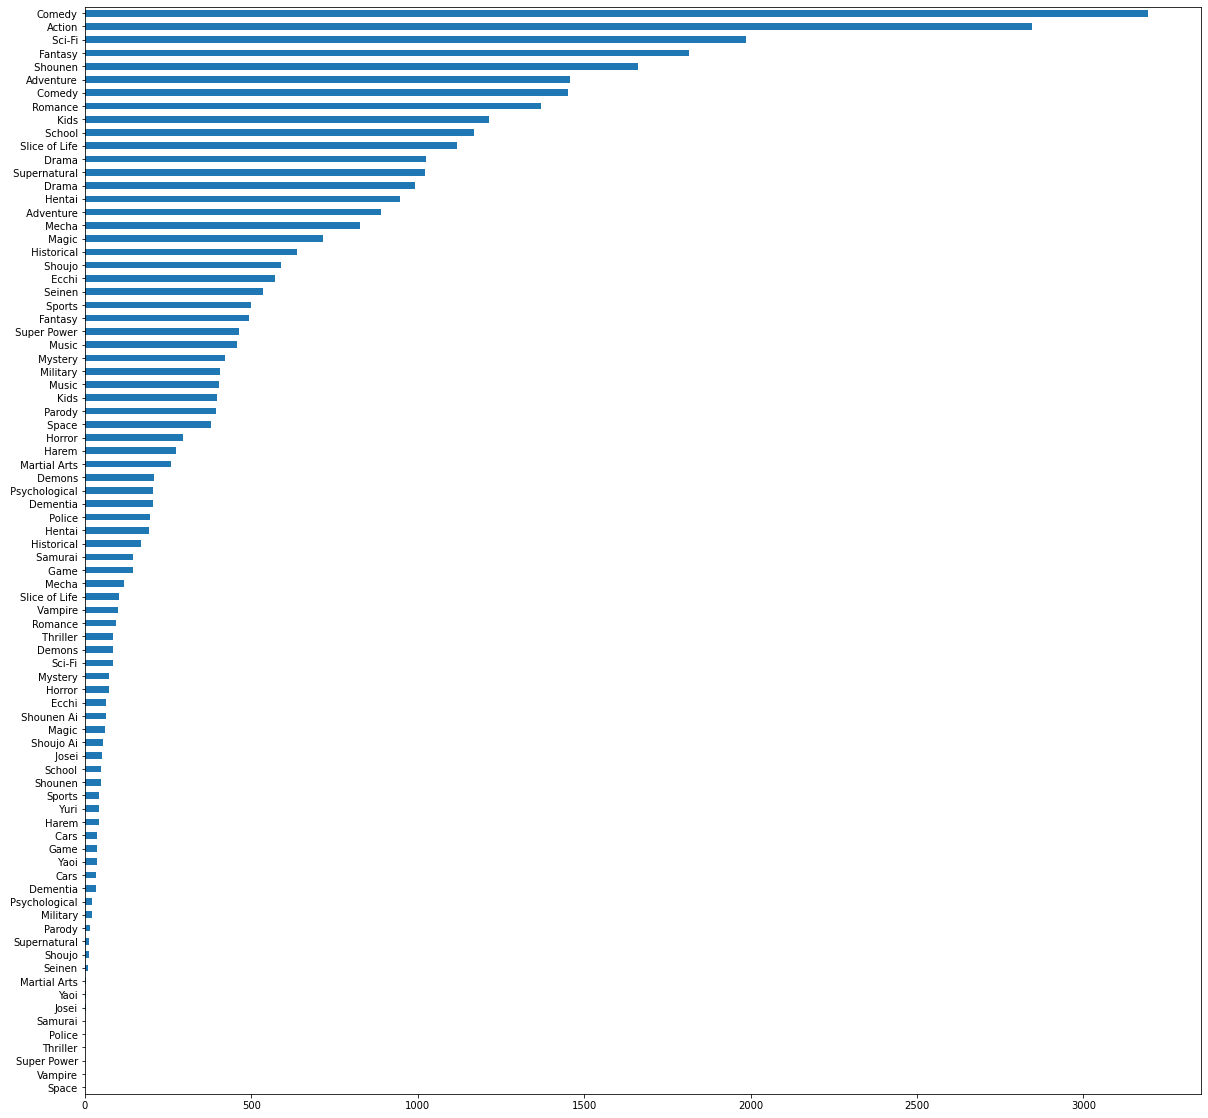 Comedy
Action
Sci-Fi
Fantasy
Shounen
Adventure
Comedy
Romance
Kids
School
Slice of Life
Drama
Supernatural
Drama
Hentai
Adventure
Mecha
Magic
Historical
Shoujo
Ecchi
Seinen
Sports
Fantasy
Super Power
Music
Mystery
Military
Music
Kids
Parody
Space
Horror
Harem
Martial Arts
Demons
Psychological
Dementia
Police
Hentai
Historical
Samurai
Game
Mecha
Slice of Life
Vampire
Romance
Thriller
Demons
Sci-Fi
Mystery
Horror
Ecchi
Shounen Ai
Magic
Shoujo Ai
Josei
School
Shounen
Sports
Yuri
Harem
Cars
Game
Yaoi
Cars
Dementia
Psychological
Military
Parody
Supernatural
Shoujo
Seinen
Martial Arts
Yaoi
Josei
Samurai
Police
Thriller
Super Power
Vampire
Space
0 500 1000 1500 2000 2500 3000